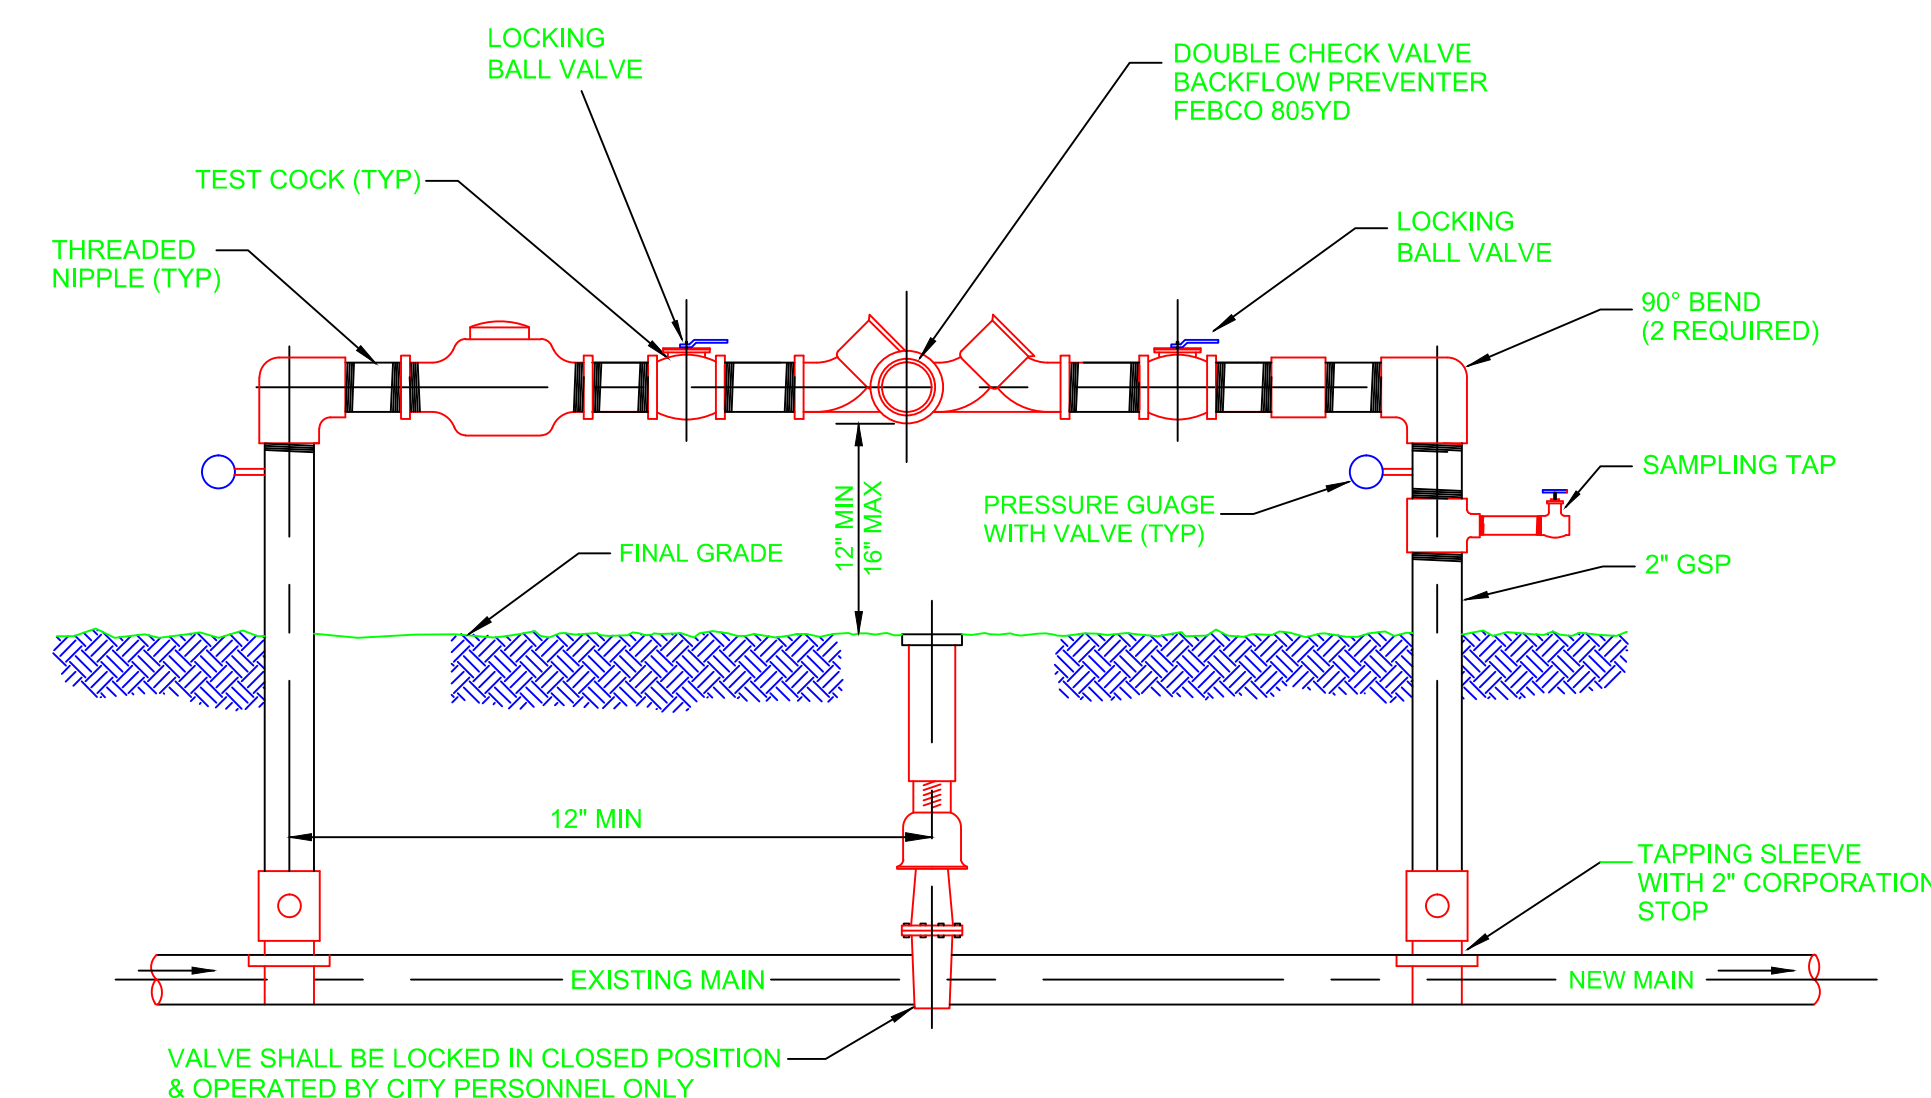 LOCKING
BALL VALVE
DOUBLE CHECK VALVE
BACKFLOW PREVENTER
FEBCO 805YD
TEST COCK (TYP)
THREADED
NIPPLE (TYP)
LOCKING
BALL VALVE
90° BEND
(2 REQUIRED)
SAMPLING TAP
PRESSURE GUAGE
WITH VALVE (TYP)
12" MIN
16" MAX
FINAL GRADE
2" GSP
12" MIN
TAPPING SLEEVE
WITH 2" CORPORATION
STOP
EXISTING MAIN
NEW MAIN
VALVE SHALL BE LOCKED IN CLOSED POSITION
& OPERATED BY CITY PERSONNEL ONLY